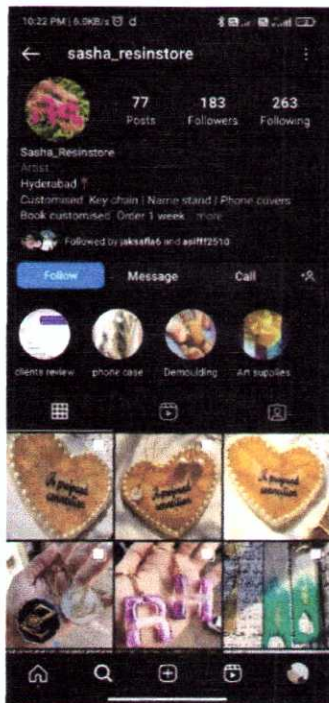 10:22 PM | 6.9KB/s
sasha_resinstore
77 183 263
Posts Followers Following
Sasha_Resinstore
Artist
Hyderabad
Customised Key chain | Name stand | Phone covers
Book customised Order 1 week... more
Followed by jaksafla6 and asifff2510
Follow Message Call
clients review phone case Demoulding Art supplies
R H